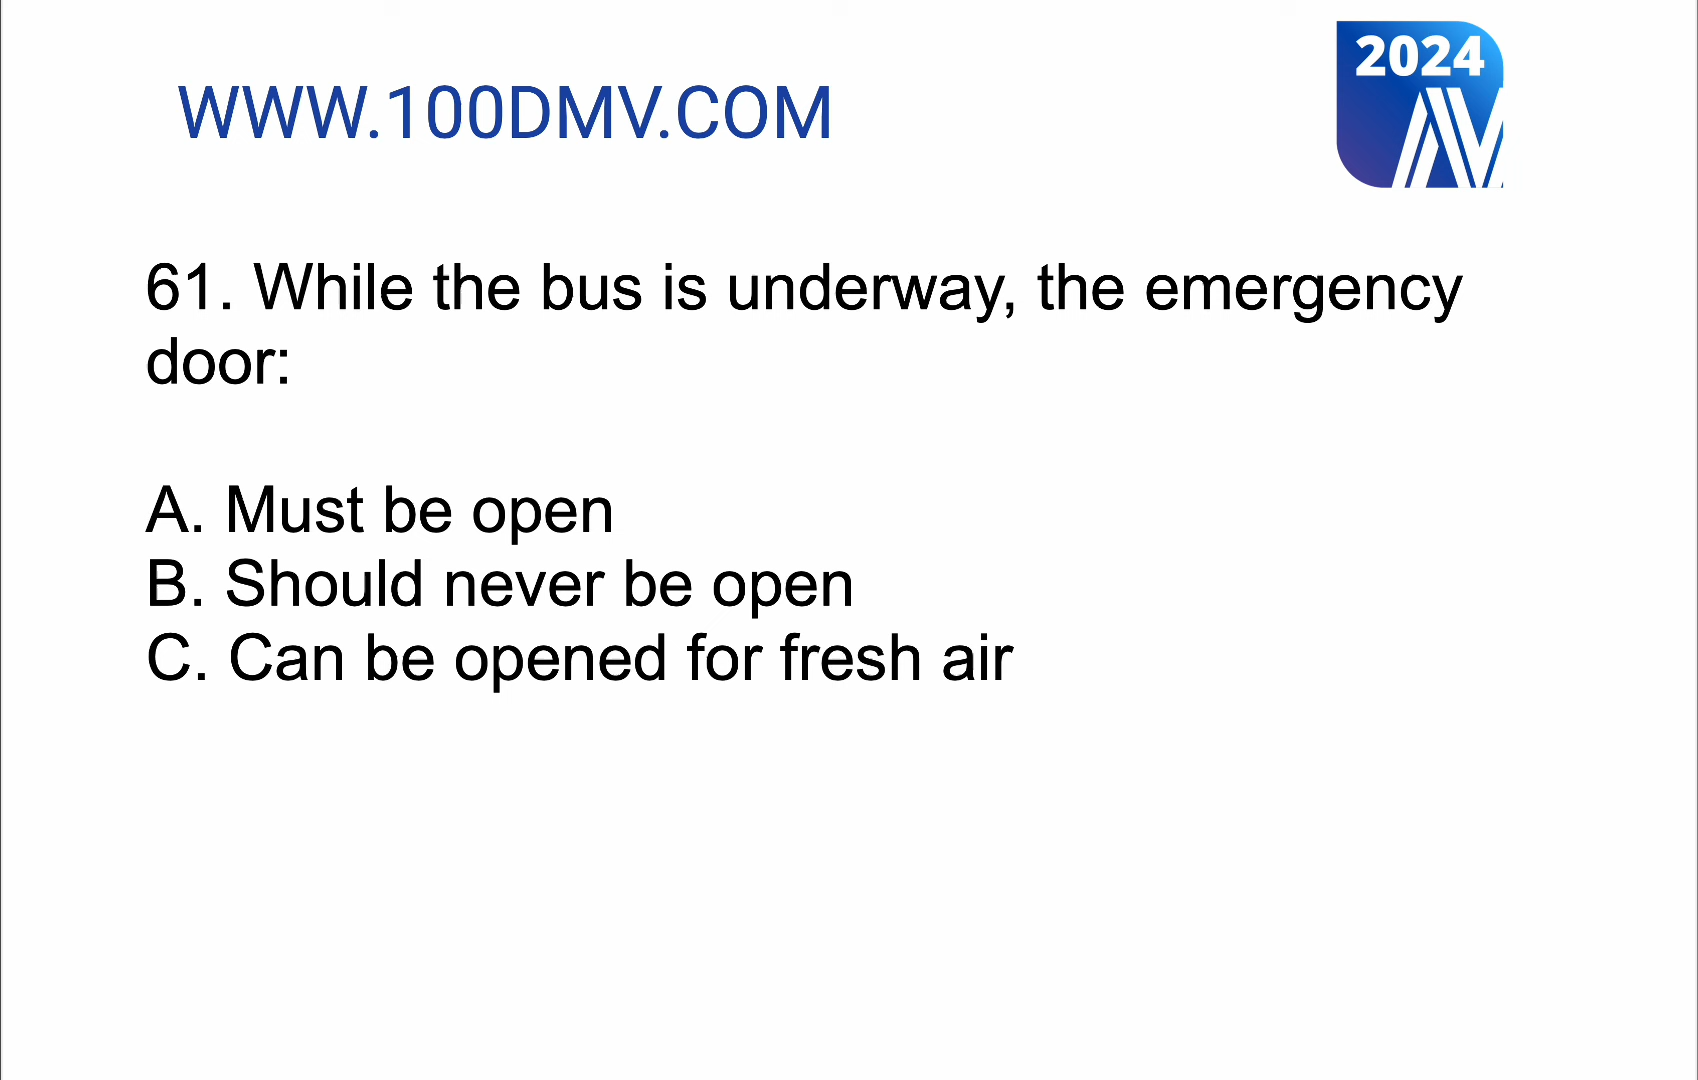 WWW.100DMV.COM
2024
61. While the bus is underway, the emergency
door:
A. Must be open
B. Should never be open
C. Can be opened for fresh air